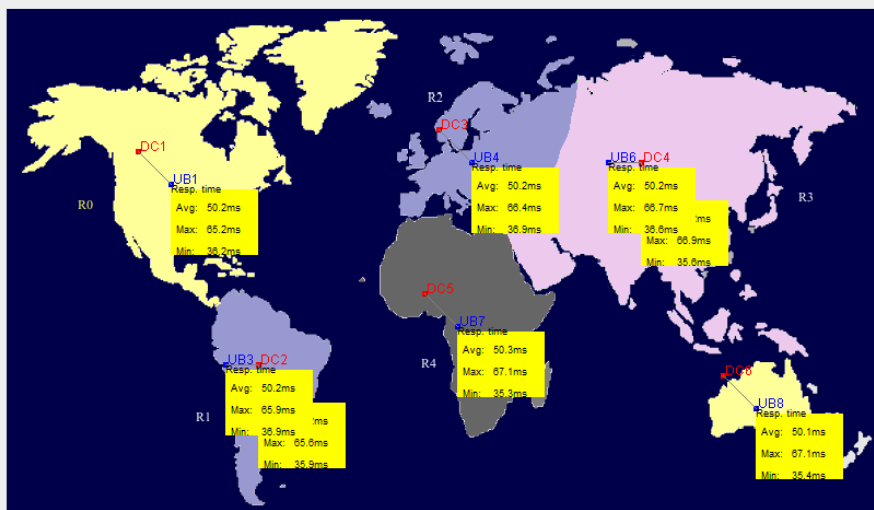 R2
DC3
DC1
UB4
Resp. time
Avg: 50.2ms
Max: 66.4ms
Min: 36.9ms
UB6
DC4
Resp. time
Avg: 50.2ms
Max: 66.7ms
Min: 36.6ms
Max: 66.9ms
Min: 35.6ms
UB1
Resp. time
Avg: 50.2ms
Max: 65.2ms
Min: 36.2ms
R0
R3
DC5
UB7
Resp. time
Avg: 50.3ms
Max: 67.1ms
Min: 35.3ms
R4
UB3
DC2
Resp. time
Avg: 50.2ms
Max: 65.9ms
Min: 36.9ms
Max: 65.6ms
Min: 35.9ms
R1
DC6
UB8
Resp. time
Avg: 50.1ms
Max: 67.1ms
Min: 35.4ms